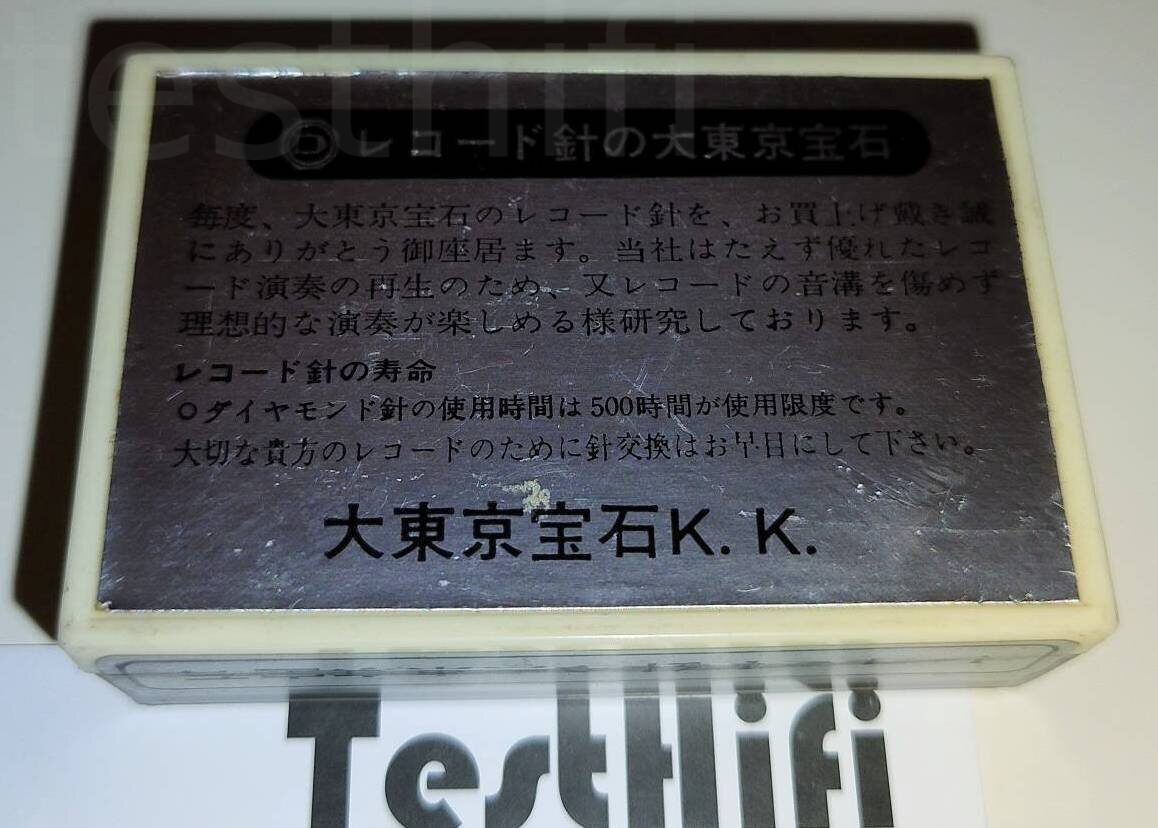 testhifi
レコード針の大東京宝石
毎度、大東京宝石のレコード針を、お買上げ戴き誠
にありがとう御座居ます。当社はたえず優れたレコ
ード演奏の再生のため、又レコードの音溝を傷めず
理想的な演奏が楽しめる様研究しております。
レコード針の寿命
○ダイヤモンド針の使用時間は500時間が使用限度です。
大切な貴方のレコードのために針交換はお早目にして下さい。
大東京宝石K.K.
TestHifi